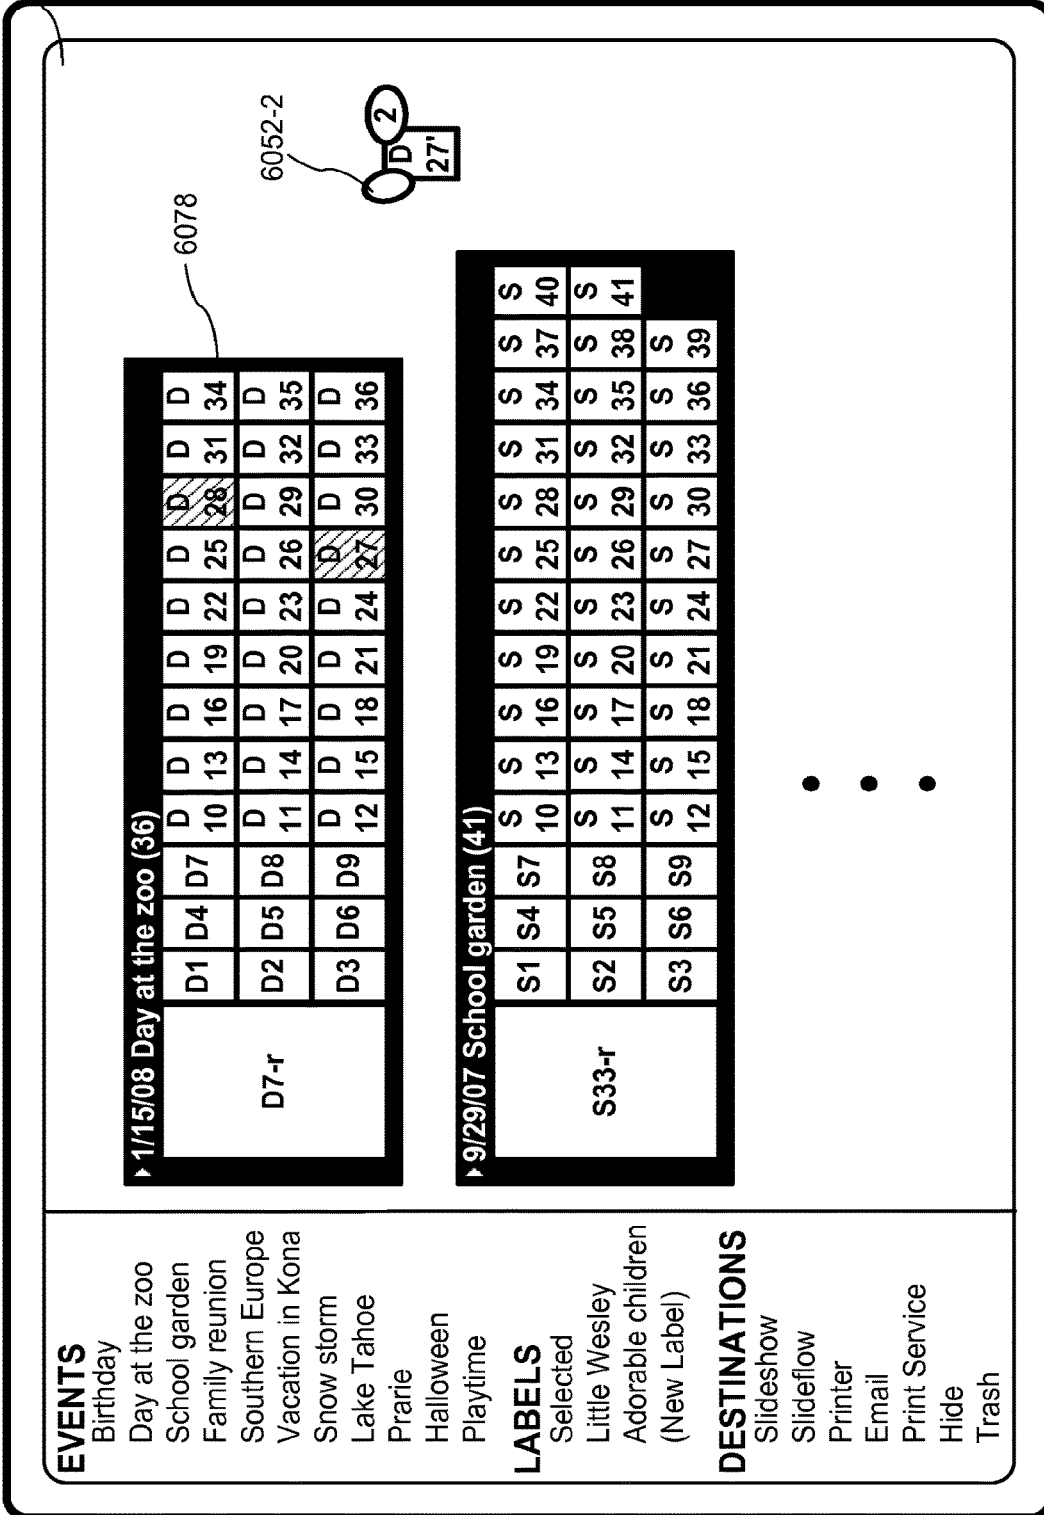 EVENTS
Birthday
Day at the zoo
School garden
Family reunion
Southern Europe
Vacation in Kona
Snow storm
Lake Tahoe
Prarie
Halloween
Playtime
LABELS
Selected
Little Wesley
Adorable children
(New Label)
DESTINATIONS
Slideshow
Slideflow
Printer
Email
Print Service
Hide
Trash
1/15/08 Day at the zoo (36)
D7-r
D1 D4 D7 D 10 D 13 D 16 D 19 D 22 D 25 D 28 D 31 D 34
D2 D5 D8 D 11 D 14 D 17 D 20 D 23 D 26 D 29 D 32 D 35
D3 D6 D9 D 12 D 15 D 18 D 21 D 24 D 27 D 30 D 33 D 36
6078
6052-2
2
D
27'
9/29/07 School garden (41)
S33-r
S1 S4 S7 S 10 S 13 S 16 S 19 S 22 S 25 S 28 S 31 S 34 S 37 S 40
S2 S5 S8 S 11 S 14 S 17 S 20 S 23 S 26 S 29 S 32 S 35 S 38 S 41
S3 S6 S9 S 12 S 15 S 18 S 21 S 24 S 27 S 30 S 33 S 36 S 39